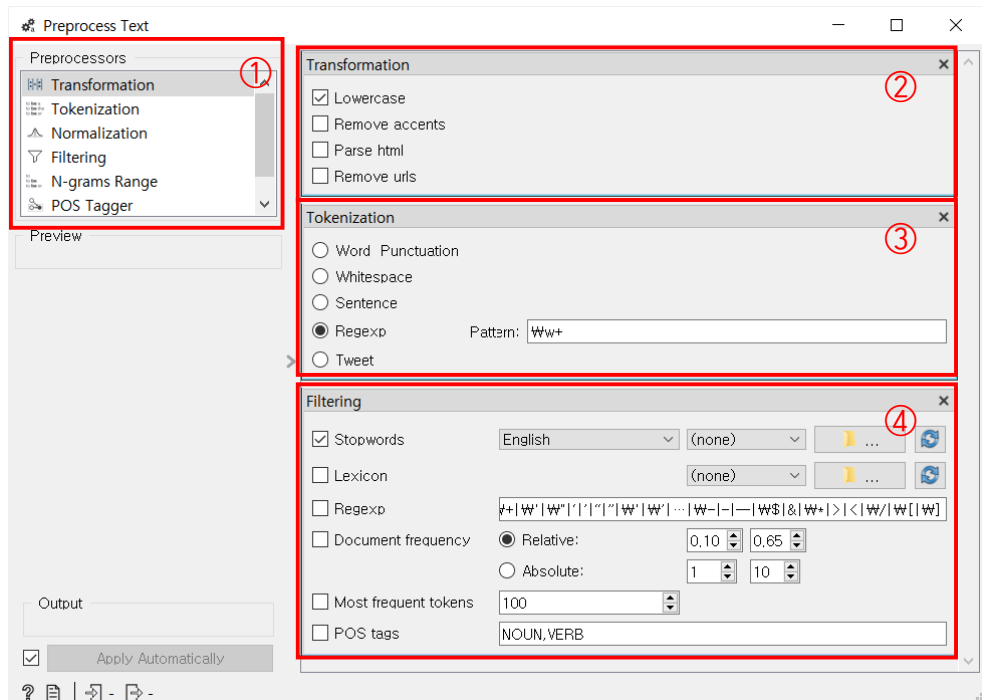 Preprocess Text
Preprocessors
①
Transformation
Tokenization
Normalization
Filtering
N-grams Range
POS Tagger
Preview
Transformation
②
Lowercase
Remove accents
Parse html
Remove urls
Tokenization
③
Word Punctuation
Whitespace
Sentence
Regexp Pattern: ₩w+
Tweet
Filtering
④
Stopwords English (none) ...
Lexicon (none) ...
Regexp
Document frequency Relative: 0,10 0,65
Absolute: 1 10
Most frequent tokens 100
POS tags NOUN,VERB
Output
Apply Automatically
? - -